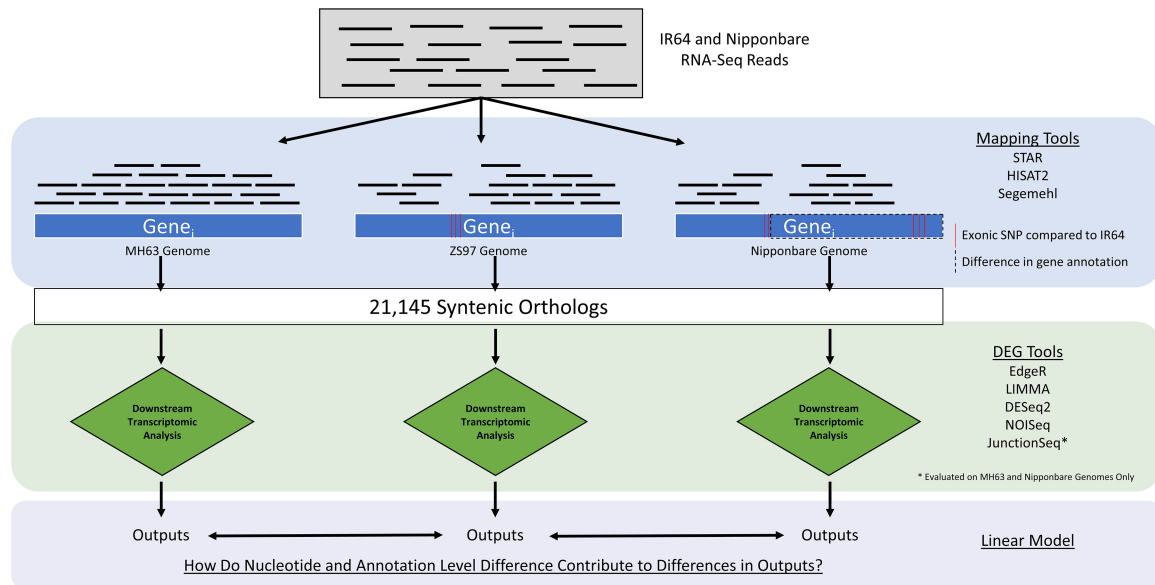 IR64 and Nipponbare
RNA-Seq Reads
Mapping Tools
STAR
HISAT2
Segemehl
Gene_i
Gene_i
Gene_i
MH63 Genome
ZS97 Genome
Nipponbare Genome
Exonic SNP compared to IR64
Difference in gene annotation
21,145 Syntenic Orthologs
DEG Tools
EdgeR
LIMMA
DESeq2
NOISeq
JunctionSeq*
* Evaluated on MH63 and Nipponbare Genomes Only
Downstream
Transcriptomic
Analysis
Downstream
Transcriptomic
Analysis
Downstream
Transcriptomic
Analysis
Outputs
Outputs
Outputs
Linear Model
How Do Nucleotide and Annotation Level Difference Contribute to Differences in Outputs?